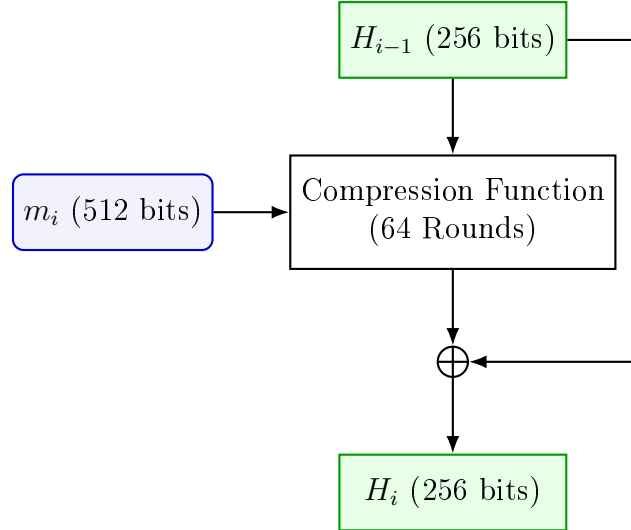 H_{i−1} (256 bits)
m_i (512 bits)
Compression Function
(64 Rounds)
H_i (256 bits)